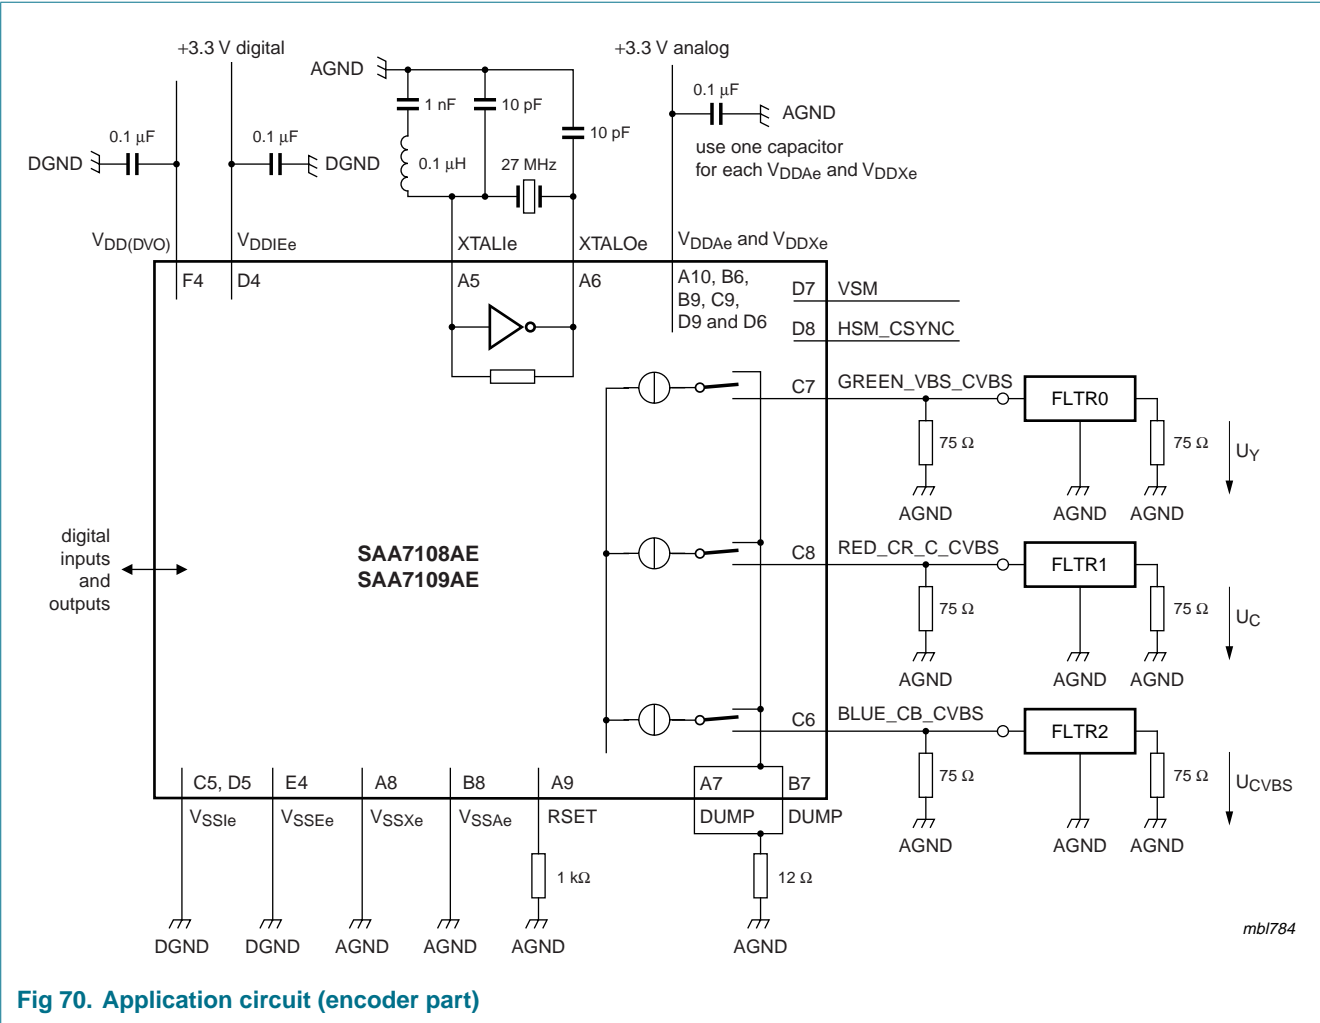 +3.3 V digital
+3.3 V analog
AGND
1 nF
10 pF
10 pF
0.1 µF
AGND
0.1 µF
0.1 µF
DGND
DGND
0.1 µH
27 MHz
use one capacitor
for each VDDAe and VDDXe
VDD(DVO)
VDDIEe
XTALIe
XTALOe
VDDAe and VDDXe
F4
D4
A5
A6
A10, B6,
B9, C9,
D9 and D6
D7
VSM
D8
HSM_CSYNC
C7
GREEN_VBS_CVBS
FLTR0
75 Ω
75 Ω
UY
AGND
AGND
AGND
digital
inputs
and
outputs
SAA7108AE
SAA7109AE
C8
RED_CR_C_CVBS
FLTR1
75 Ω
75 Ω
UC
AGND
AGND
AGND
C6
BLUE_CB_CVBS
FLTR2
75 Ω
75 Ω
UCVBS
AGND
AGND
AGND
C5, D5
E4
A8
B8
A9
A7
B7
VSSIe
VSSEe
VSSXe
VSSAe
RSET
DUMP
DUMP
1 kΩ
12 Ω
DGND
DGND
AGND
AGND
AGND
AGND
mbl784
Fig 70. Application circuit (encoder part)